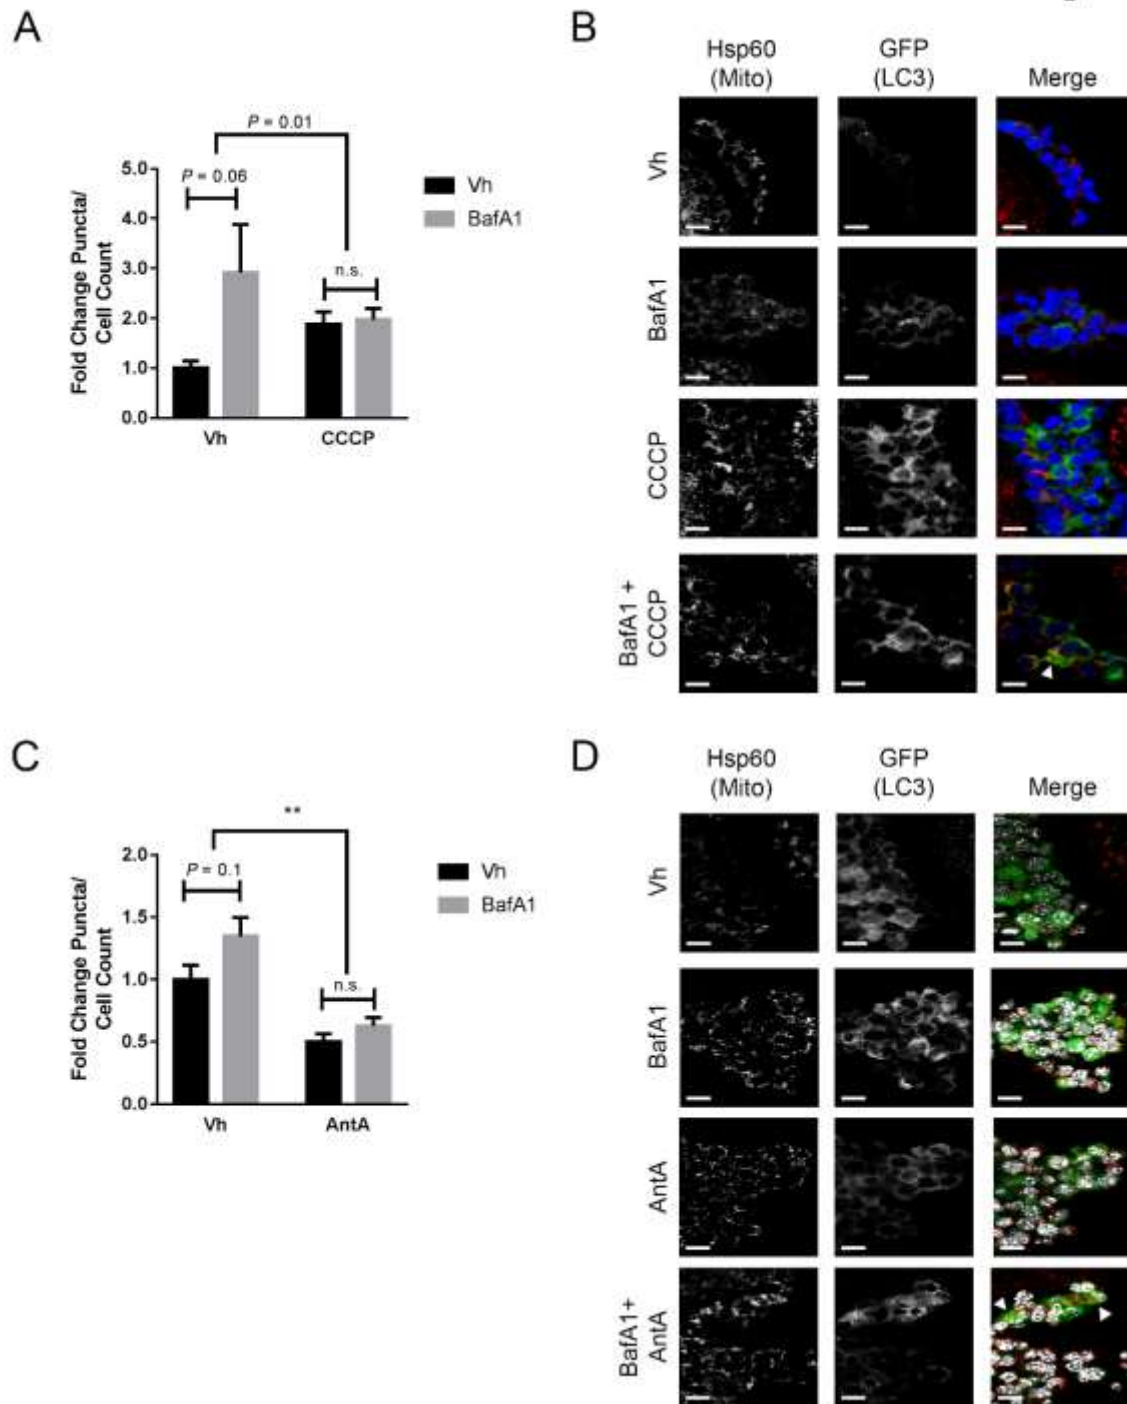 A
P = 0.01
P = 0.06
n.s.
5.0
4.0
3.0
2.0
1.0
0.0
Fold Change Puncta/
Cell Count
Vh
CCCP
Vh
BafA1
B
Hsp60
(Mito)
GFP
(LC3)
Merge
Vh
BafA1
CCCP
BafA1 +
CCCP
C
**
P = 0.1
n.s.
2.0
1.5
1.0
0.5
0.0
Fold Change Puncta/
Cell Count
Vh
AntA
Vh
BafA1
D
Hsp60
(Mito)
GFP
(LC3)
Merge
Vh
BafA1
AntA
BafA1+
AntA